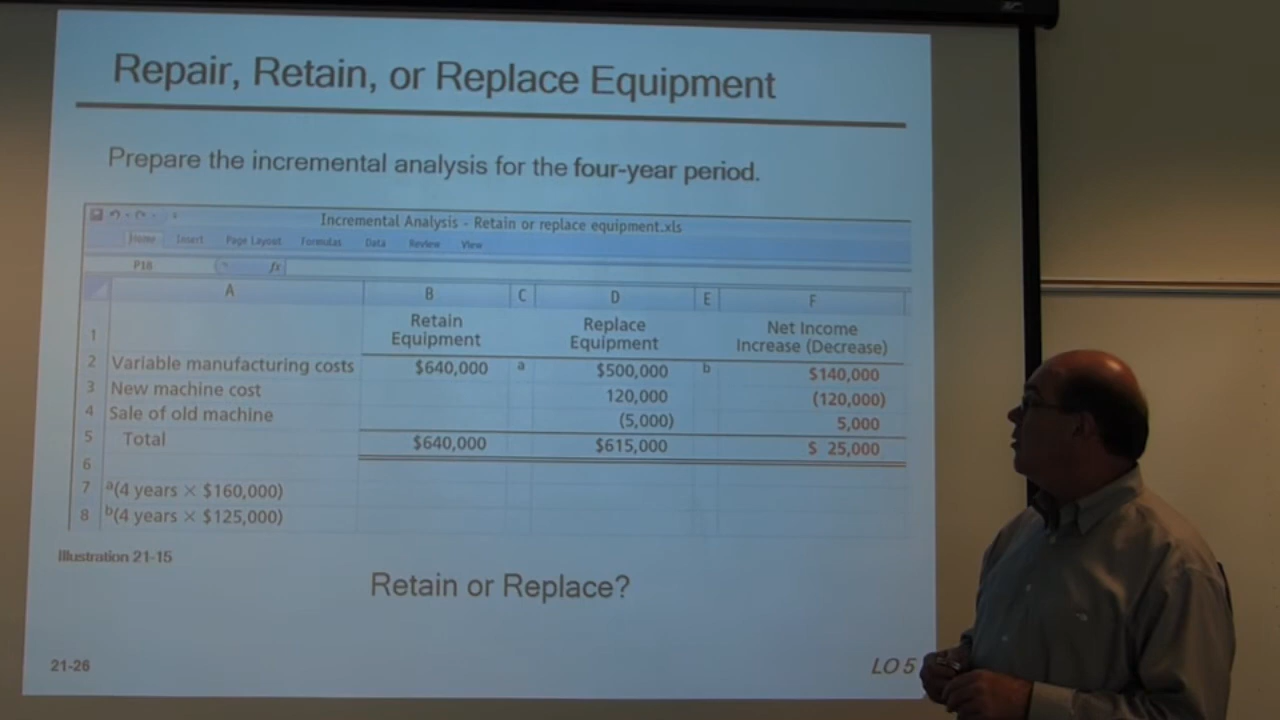 Repair, Retain, or Replace Equipment
Prepare the incremental analysis for the four-year period.
Incremental Analysis - Retain or replace equipment.xls
Home Insert Page Layout Formulas Data Review View
P18 fx
A B C D E F
1 Retain Equipment Replace Equipment Net Income Increase (Decrease)
2 Variable manufacturing costs $640,000 a $500,000 b $140,000
3 New machine cost 120,000 (120,000)
4 Sale of old machine (5,000) 5,000
5 Total $640,000 $615,000 $ 25,000
6
7 a(4 years × $160,000)
8 b(4 years × $125,000)
Illustration 21-15
Retain or Replace?
21-26 LO 5